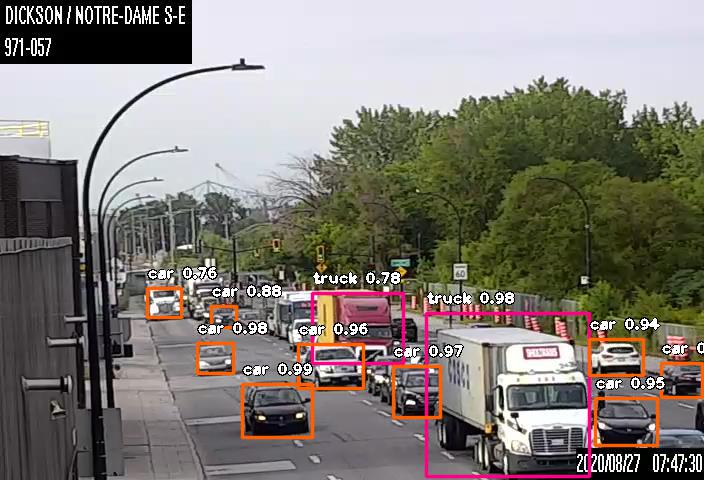 DICKSON / NOTRE-DAME S-E
971-057
car 0.76
car 0.88
truck 0.78
truck 0.98
car 0.98
car 0.96
car 0.94
car 0.97
car 0.99
car 0.95
60
2020/08/27 07:47:30